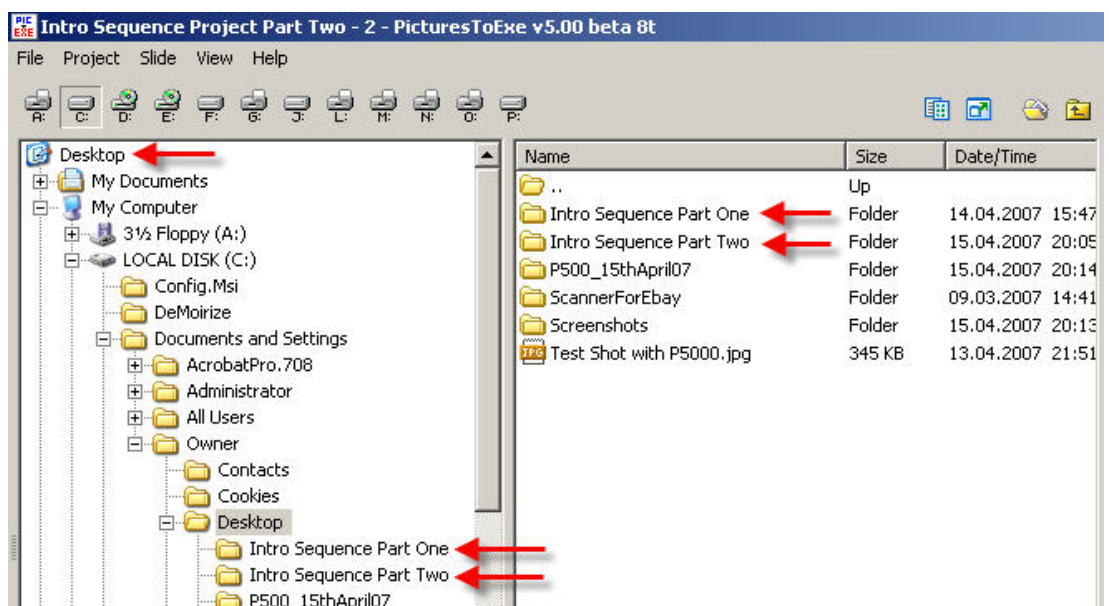 PIC EXE Intro Sequence Project Part Two - 2 - PicturesToExe v5.00 beta 8t
File Project Slide View Help
A: C: D: E: F: G: J: L: M: N: O: P:
Desktop
My Documents
My Computer
3½ Floppy (A:)
LOCAL DISK (C:)
Config.Msi
DeMoirize
Documents and Settings
AcrobatPro.708
Administrator
All Users
Owner
Contacts
Cookies
Desktop
Intro Sequence Part One
Intro Sequence Part Two
P500_15thApril07
Name Size Date/Time
.. Up
Intro Sequence Part One Folder 14.04.2007 15:47
Intro Sequence Part Two Folder 15.04.2007 20:05
P500_15thApril07 Folder 15.04.2007 20:14
ScannerForEbay Folder 09.03.2007 14:41
Screenshots Folder 15.04.2007 20:13
JPG Test Shot with P5000.jpg 345 KB 13.04.2007 21:51